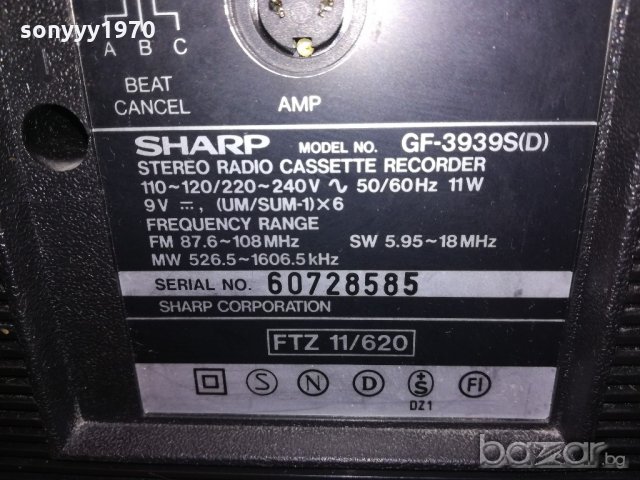 sonyyy1970
A B C
BEAT
CANCEL
AMP
SHARP MODEL NO. GF-3939S(D)
STEREO RADIO CASSETTE RECORDER
110~120/220~240V ∿ 50/60Hz 11W
9V ⎓, (UM/SUM-1)×6
FREQUENCY RANGE
FM 87.6~108MHz SW 5.95~18MHz
MW 526.5~1606.5kHz
SERIAL NO. 60728585
SHARP CORPORATION
FTZ 11/620
S N D +S FI
DZ1
bazar.bg